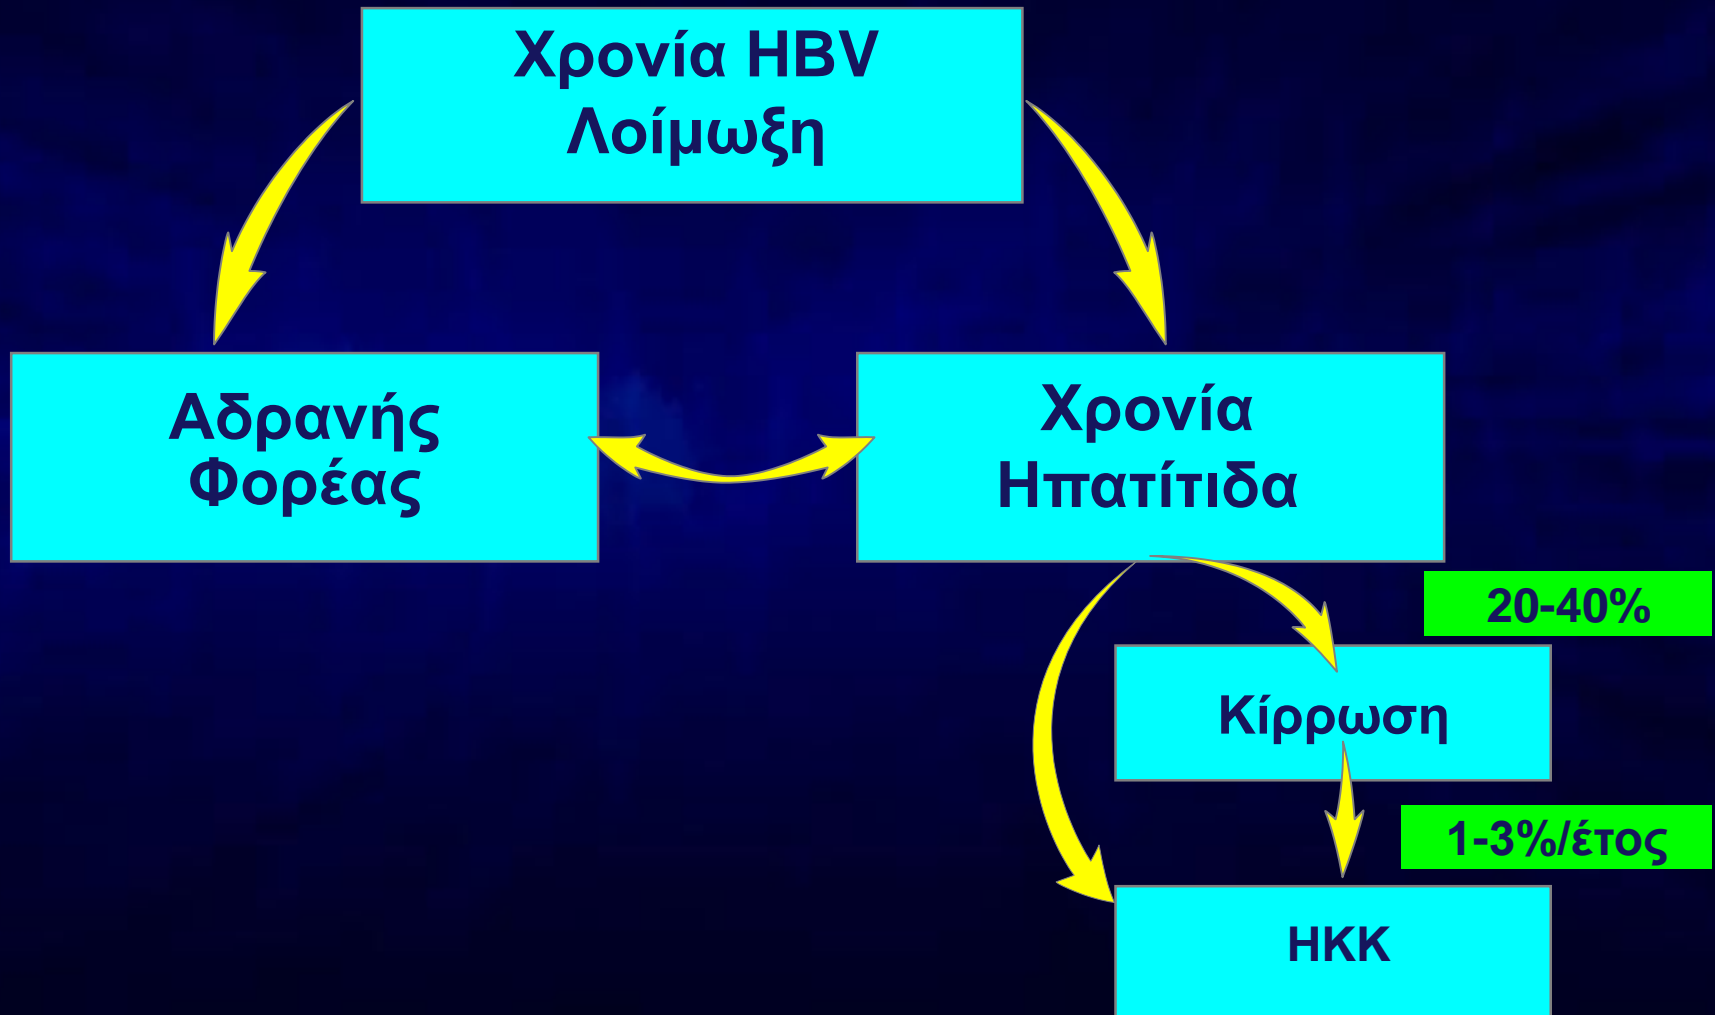 Χρονία HBV
Λοίμωξη
Αδρανής
Φορέας
Χρονία
Ηπατίτιδα
20-40%
Κίρρωση
1-3%/έτος
ΗΚΚ